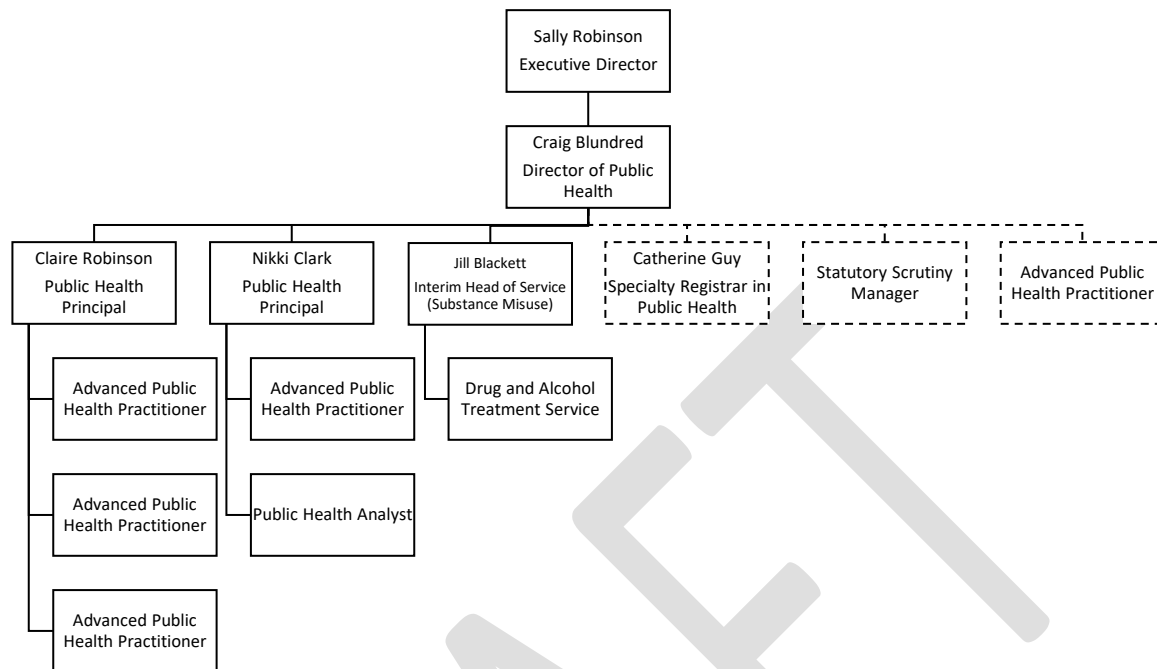 Sally Robinson
Executive Director
Craig Blundred
Director of Public
Health
Claire Robinson
Public Health
Principal
Nikki Clark
Public Health
Principal
Jill Blackett
Interim Head of Service
(Substance Misuse)
Catherine Guy
Specialty Registrar in
Public Health
Statutory Scrutiny
Manager
Advanced Public
Health Practitioner
Advanced Public
Health Practitioner
Advanced Public
Health Practitioner
Drug and Alcohol
Treatment Service
Advanced Public
Health Practitioner
Public Health Analyst
Advanced Public
Health Practitioner